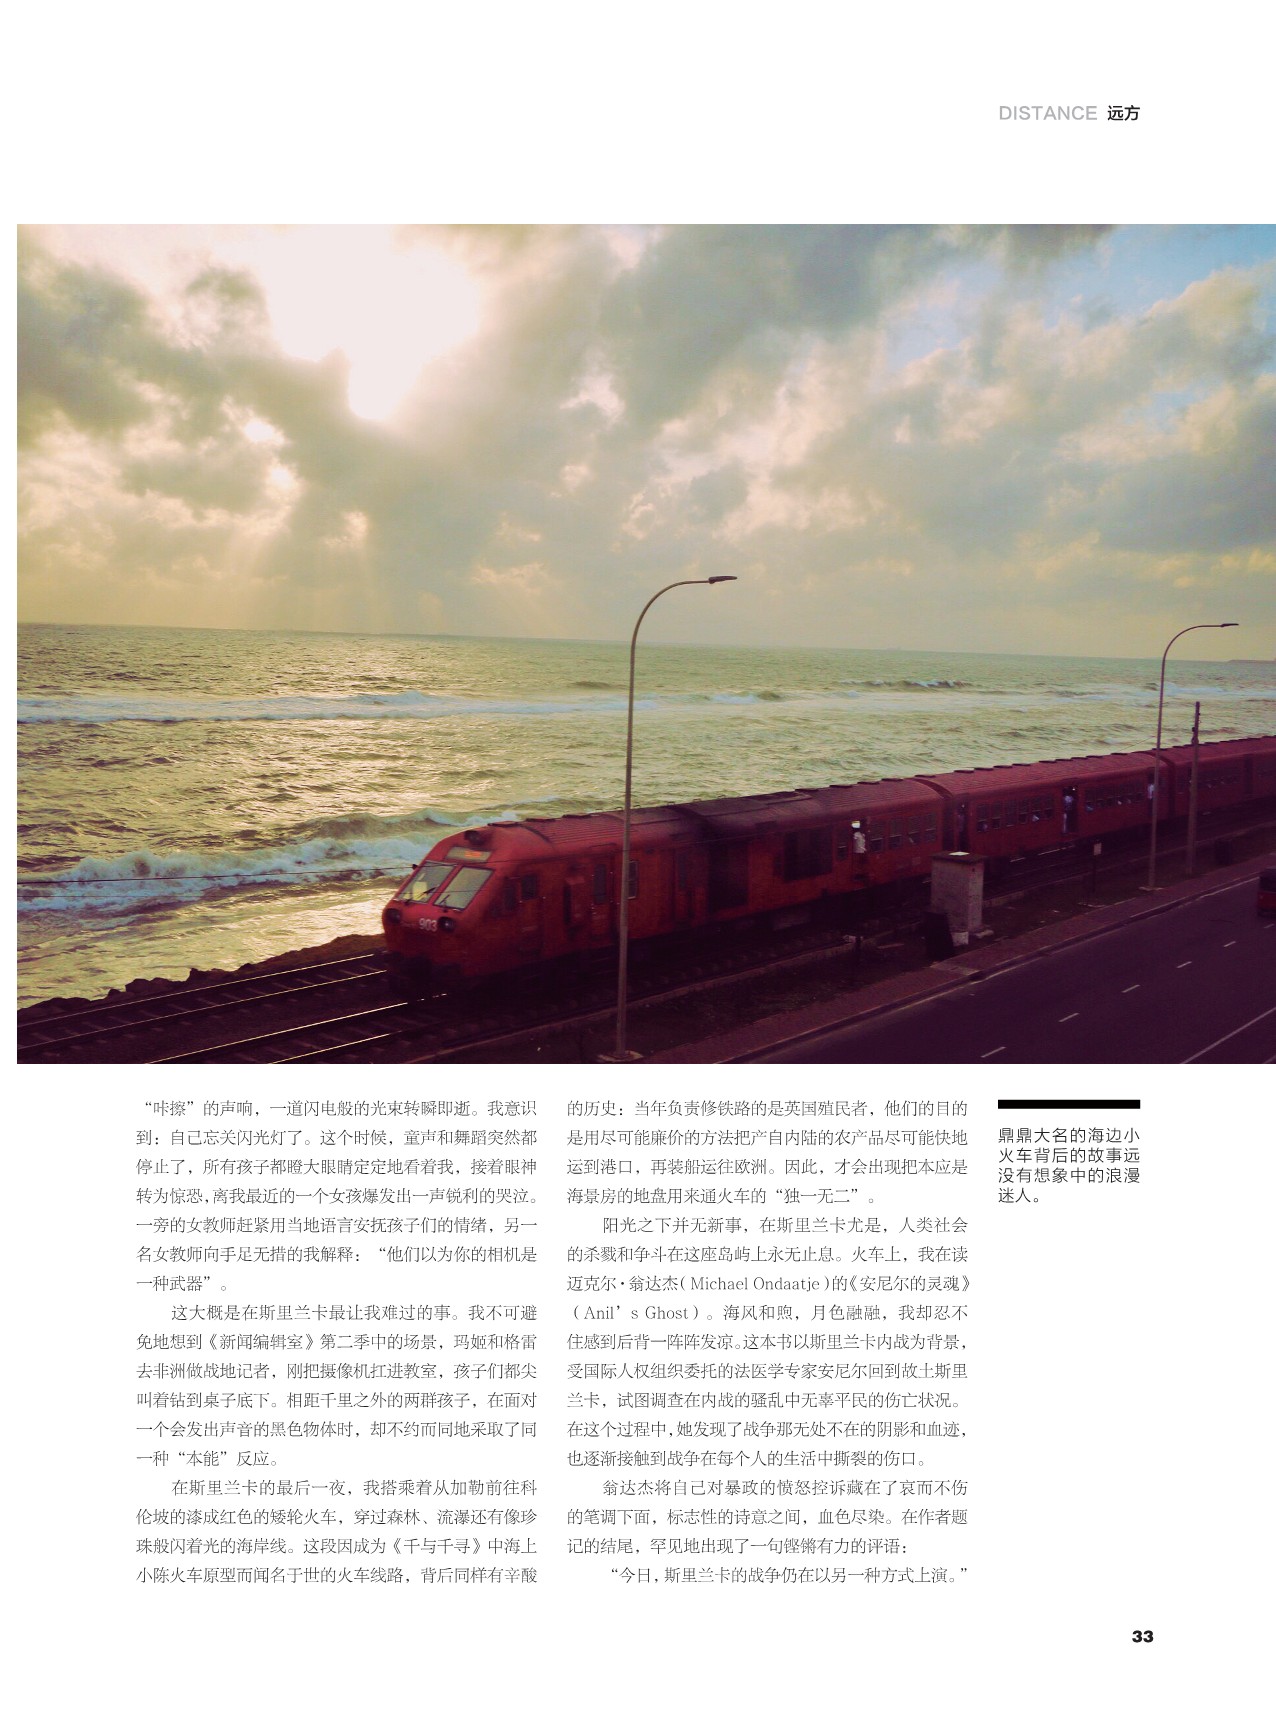 DISTANCE 远方
903
“咔擦”的声响，一道闪电般的光束转瞬即逝。我意识
到：自己忘关闪光灯了。这个时候，童声和舞蹈突然都
停止了，所有孩子都瞪大眼睛定定地看着我，接着眼神
转为惊恐，离我最近的一个女孩爆发出一声锐利的哭泣。
一旁的女教师赶紧用当地语言安抚孩子们的情绪，另一
名女教师向手足无措的我解释：“他们以为你的相机是
一种武器”。
这大概是在斯里兰卡最让我难过的事。我不可避
免地想到《新闻编辑室》第二季中的场景，玛姬和格雷
去非洲做战地记者，刚把摄像机扛进教室，孩子们都尖
叫着钻到桌子底下。相距千里之外的两群孩子，在面对
一个会发出声音的黑色物体时，却不约而同地采取了同
一种“本能”反应。
在斯里兰卡的最后一夜，我搭乘着从加勒前往科
伦坡的漆成红色的矮轮火车，穿过森林、流瀑还有像珍
珠般闪着光的海岸线。这段因成为《千与千寻》中海上
小陈火车原型而闻名于世的火车线路，背后同样有辛酸
的历史：当年负责修铁路的是英国殖民者，他们的目的
是用尽可能廉价的方法把产自内陆的农产品尽可能快地
运到港口，再装船运往欧洲。因此，才会出现把本应是
海景房的地盘用来通火车的“独一无二”。
阳光之下并无新事，在斯里兰卡尤是，人类社会
的杀戮和争斗在这座岛屿上永无止息。火车上，我在读
迈克尔·翁达杰（Michael Ondaatje）的《安尼尔的灵魂》
（Anil’s Ghost）。海风和煦，月色融融，我却忍不
住感到后背一阵阵发凉。这本书以斯里兰卡内战为背景，
受国际人权组织委托的法医学专家安尼尔回到故土斯里
兰卡，试图调查在内战的骚乱中无辜平民的伤亡状况。
在这个过程中，她发现了战争那无处不在的阴影和血迹，
也逐渐接触到战争在每个人的生活中撕裂的伤口。
翁达杰将自己对暴政的愤怒控诉藏在了哀而不伤
的笔调下面，标志性的诗意之间，血色尽染。在作者题
记的结尾，罕见地出现了一句铿锵有力的评语：
“今日，斯里兰卡的战争仍在以另一种方式上演。”
鼎鼎大名的海边小
火车背后的故事远
没有想象中的浪漫
迷人。
33